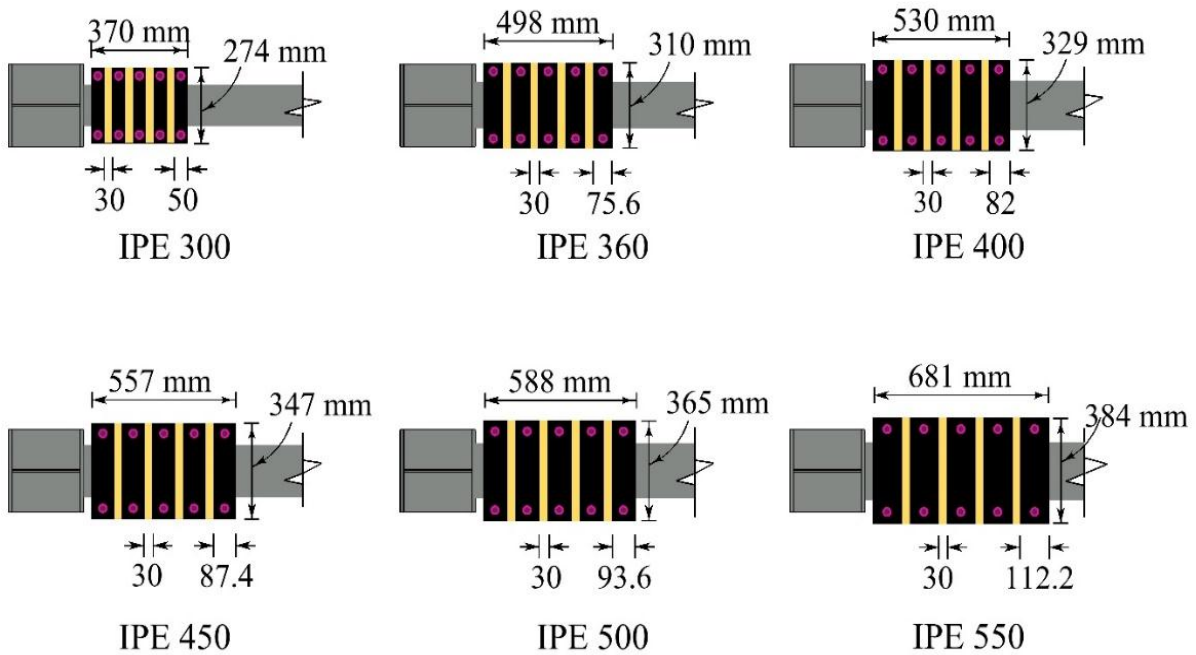 370 mm
274 mm
30
50
IPE 300
498 mm
310 mm
30
75.6
IPE 360
530 mm
329 mm
30
82
IPE 400
557 mm
347 mm
30
87.4
IPE 450
588 mm
365 mm
30
93.6
IPE 500
681 mm
384 mm
30
112.2
IPE 550